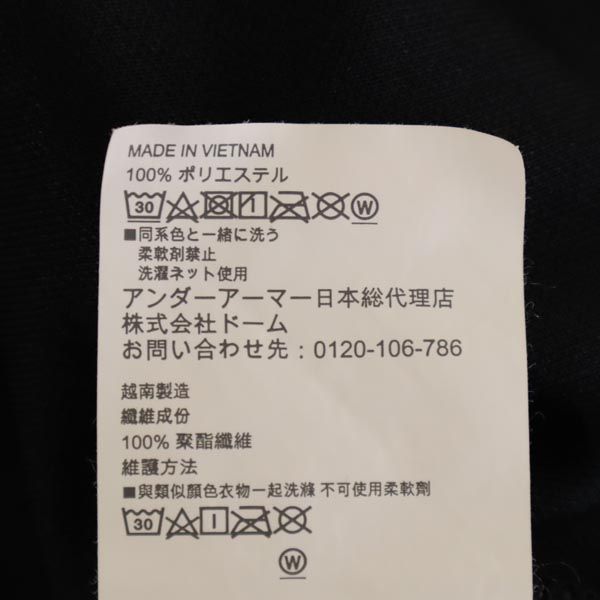 MADE IN VIETNAM
100% ポリエステル
30 W
■同系色と一緒に洗う
柔軟剤禁止
洗濯ネット使用
アンダーアーマー日本総代理店
株式会社ドーム
お問い合わせ先：0120-106-786
越南製造
纖維成份
100% 聚酯纖維
維護方法
■與類似顏色衣物一起洗滌 不可使用柔軟劑
30
W